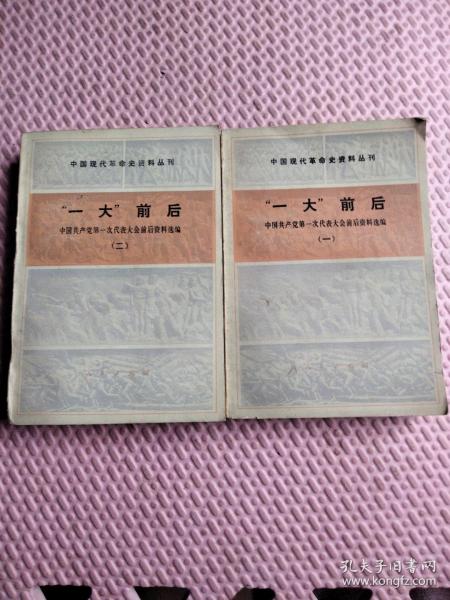 中国现代革命史资料丛刊
“一大”前后
中国共产党第一次代表大会前后资料选编
(二)
中国现代革命史资料丛刊
“一大”前后
中国共产党第一次代表大会前后资料选编
(一)
孔夫子旧书网
www.kongfz.com